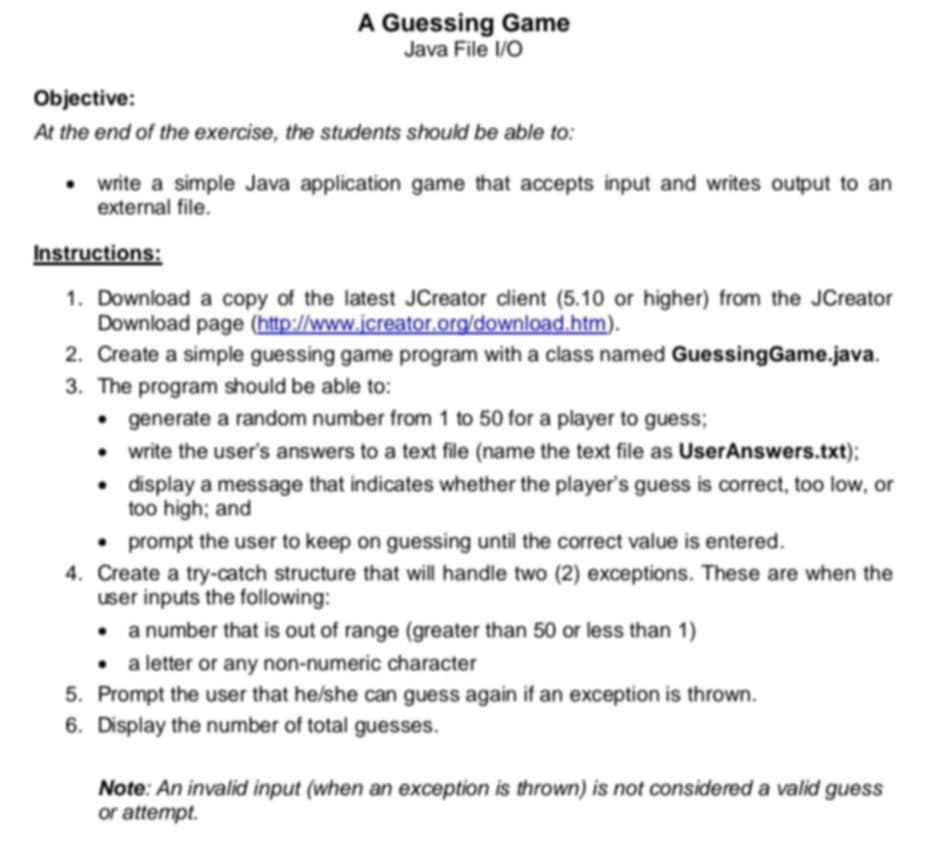 A Guessing Game
Java File I/O
Objective:
At the end of the exercise, the students should be able to:
• write a simple Java application game that accepts input and writes output to an
external file.
Instructions:
1. Download a copy of the latest JCreator client (5.10 or higher) from the JCreator
Download page (http://www.jcreator.org/download.htm).
2. Create a simple guessing game program with a class named GuessingGame.java.
3. The program should be able to:
• generate a random number from 1 to 50 for a player to guess;
• write the user's answers to a text file (name the text file as UserAnswers.txt);
• display a message that indicates whether the player's guess is correct, too low, or
too high; and
• prompt the user to keep on guessing until the correct value is entered.
4. Create a try-catch structure that will handle two (2) exceptions. These are when the
user inputs the following:
• a number that is out of range (greater than 50 or less than 1)
• a letter or any non-numeric character
5. Prompt the user that he/she can guess again if an exception is thrown.
6. Display the number of total guesses.
Note: An invalid input (when an exception is thrown) is not considered a valid guess
or attempt.